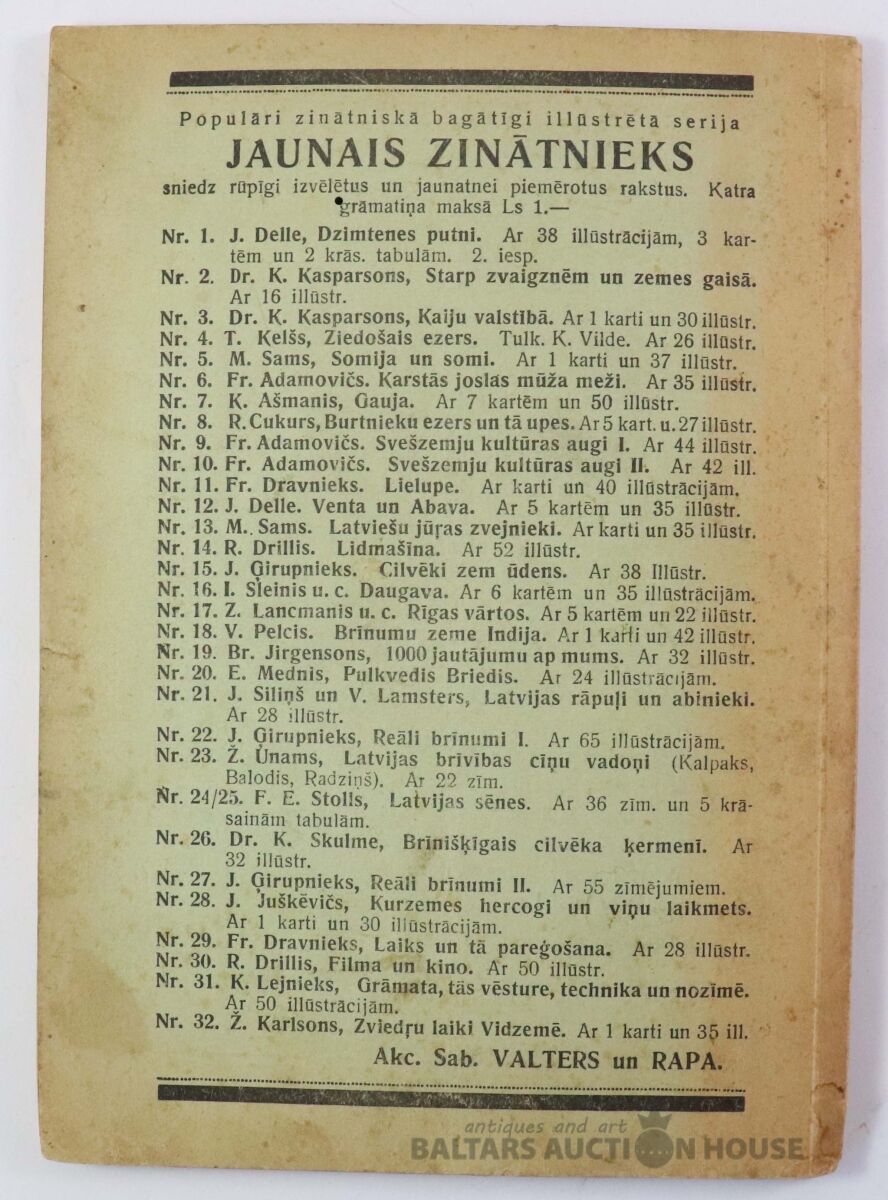 Populāri zinātniskā bagātīgi illūstrētā serija
JAUNAIS ZINĀTNIEKS
sniedz rūpīgi izvēlētus un jaunatnei piemērotus rakstus. Katra
grāmatiņa maksā Ls 1.—
Nr. 1. J. Delle, Dzimtenes putni. Ar 38 illūstrācijām, 3 kar-
tēm un 2 krās. tabulām. 2. iesp.
Nr. 2. Dr. K. Kasparsons, Starp zvaigznēm un zemes gaisā.
Ar 16 illūstr.
Nr. 3. Dr. K. Kasparsons, Kaiju valstībā. Ar 1 karti un 30 illūstr.
Nr. 4. T. Kelšs, Ziedošais ezers. Tulk. K. Vilde. Ar 26 illūstr.
Nr. 5. M. Sams, Somija un somi. Ar 1 karti un 37 illūstr.
Nr. 6. Fr. Adamovičs. Karstās joslas mūža meži. Ar 35 illūstr.
Nr. 7. K. Ašmanis, Gauja. Ar 7 kartēm un 50 illūstr.
Nr. 8. R. Cukurs, Burtnieku ezers un tā upes. Ar 5 kart. u. 27 illūstr.
Nr. 9. Fr. Adamovičs. Svešzemju kultūras augi I. Ar 44 illūstr.
Nr. 10. Fr. Adamovičs. Svešzemju kultūras augi II. Ar 42 ill.
Nr. 11. Fr. Dravnieks. Lielupe. Ar karti un 40 illūstrācijām.
Nr. 12. J. Delle. Venta un Abava. Ar 5 kartēm un 35 illūstr.
Nr. 13. M. Sams. Latviešu jūŗas zvejnieki. Ar karti un 35 illūstr.
Nr. 14. R. Drillis. Lidmašīna. Ar 52 illūstr.
Nr. 15. J. Ģirupnieks. Cilvēki zem ūdens. Ar 38 Illūstr.
Nr. 16. I. Sleinis u. c. Daugava. Ar 6 kartēm un 35 illūstrācijām.
Nr. 17. Z. Lancmanis u. c. Rīgas vārtos. Ar 5 kartēm un 22 illūstr.
Nr. 18. V. Pelcis. Brīnumu zeme Indija. Ar 1 karti un 42 illūstr.
Nr. 19. Br. Jirgensons, 1000 jautājumu ap mums. Ar 32 illūstr.
Nr. 20. E. Mednis, Pulkvedis Briedis. Ar 24 illūstrācijām.
Nr. 21. J. Siliņš un V. Lamsters, Latvijas rāpuļi un abinieki.
Ar 28 illūstr.
Nr. 22. J. Ģirupnieks, Reāli brīnumi I. Ar 65 illūstrācijām.
Nr. 23. Ž. Unams, Latvijas brīvības cīņu vadoņi (Kalpaks,
Balodis, Radziņš). Ar 22 zīm.
Nr. 24/25. F. E. Stolls, Latvijas sēnes. Ar 36 zīm. un 5 krā-
sainām tabulām.
Nr. 26. Dr. K. Skulme, Brīnišķīgais cilvēka ķermenī. Ar
32 illūstr.
Nr. 27. J. Ģirupnieks, Reāli brīnumi II. Ar 55 zīmējumiem.
Nr. 28. J. Juškēvičs, Kurzemes hercogi un viņu laikmets.
Ar 1 karti un 30 illūstrācijām.
Nr. 29. Fr. Dravnieks, Laiks un tā pareģošana. Ar 28 illūstr.
Nr. 30. R. Drillis, Filma un kino. Ar 50 illūstr.
Nr. 31. K. Lejnieks, Grāmata, tās vēsture, technika un nozīmē.
Ar 50 illūstrācijām.
Nr. 32. Ž. Karlsons, Zviedŗu laiki Vidzemē. Ar 1 karti un 35 ill.
Akc. Sab. VALTERS un RAPA.
antiques and art
BALTARS AUCTION HOUSE